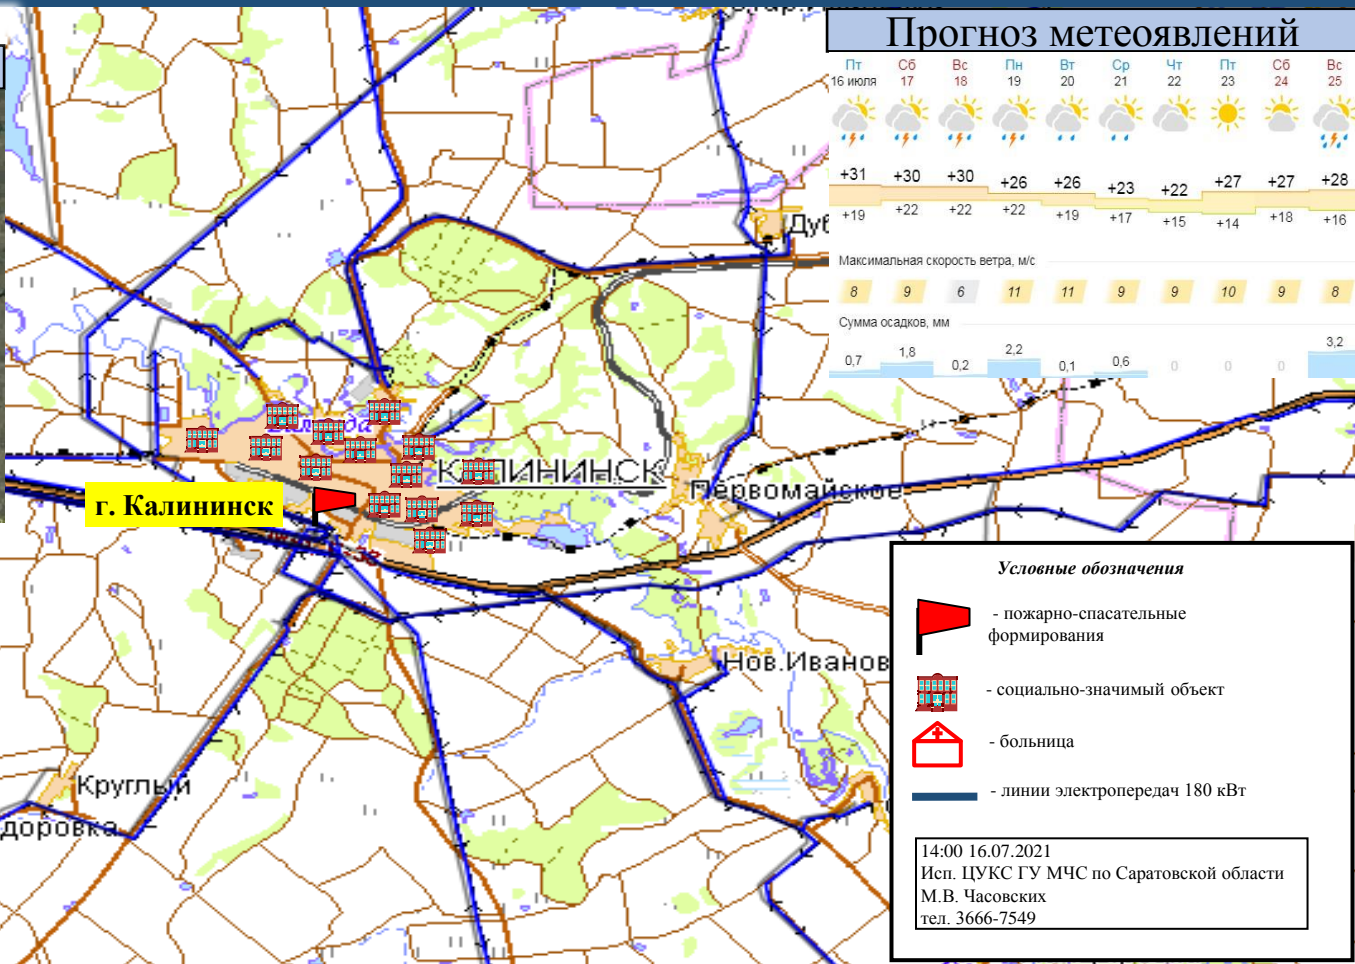 Прогноз метеоявлений
Пт Сб Вс Пн Вт Ср Чт Пт Сб Вс
16 июля 17 18 19 20 21 22 23 24 25
+31 +30 +30 +26 +26 +23 +22 +27 +27 +28
+19 +22 +22 +22 +19 +17 +15 +14 +18 +16
Максимальная скорость ветра, м/с
8 9 6 11 11 9 9 10 9 8
Сумма осадков, мм
0,7 1,8 0,2 2,2 0,1 0,6 0 0 0 3,2
Дуб
КАЛИНИНСК
Первомайское
г. Калининск
Нов.Иванов
Круглый
доровка
Условные обозначения
- пожарно-спасательные
формирования
- социально-значимый объект
- больница
- линии электропередач 180 кВт
14:00 16.07.2021
Исп. ЦУКС ГУ МЧС по Саратовской области
М.В. Часовских
тел. 3666-7549